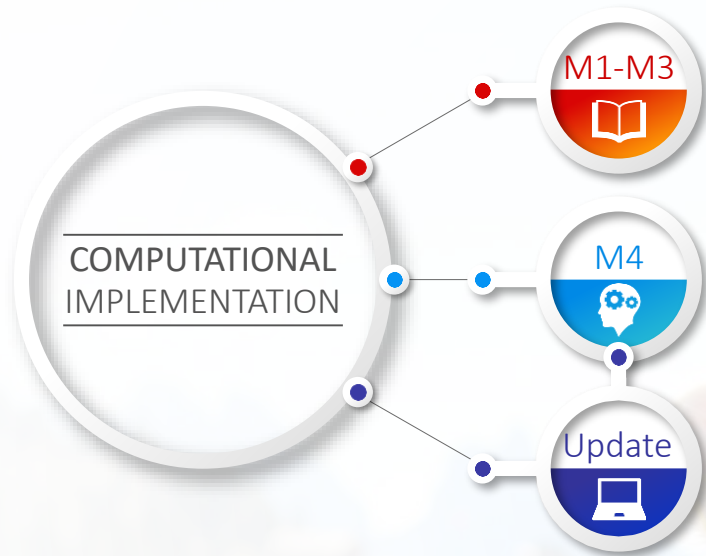 COMPUTATIONAL
IMPLEMENTATION
M1-M3
M4
Update